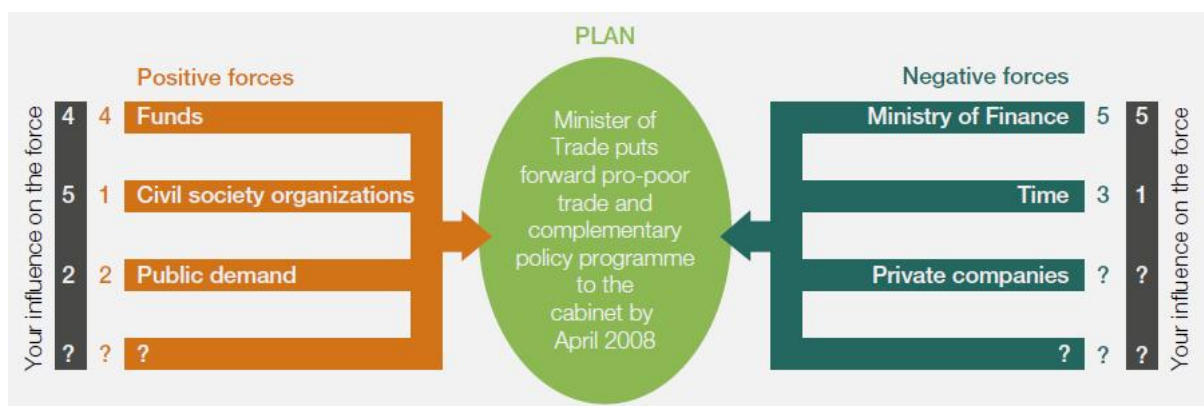 PLAN
Positive forces
Negative forces
Your influence on the force
4 4 Funds
5 1 Civil society organizations
2 2 Public demand
? ? ?
Minister of
Trade puts
forward pro-poor
trade and
complementary
policy programme
to the
cabinet by
April 2008
Ministry of Finance 5 5
Time 3 1
Private companies ? ?
? ? ?
Your influence on the force